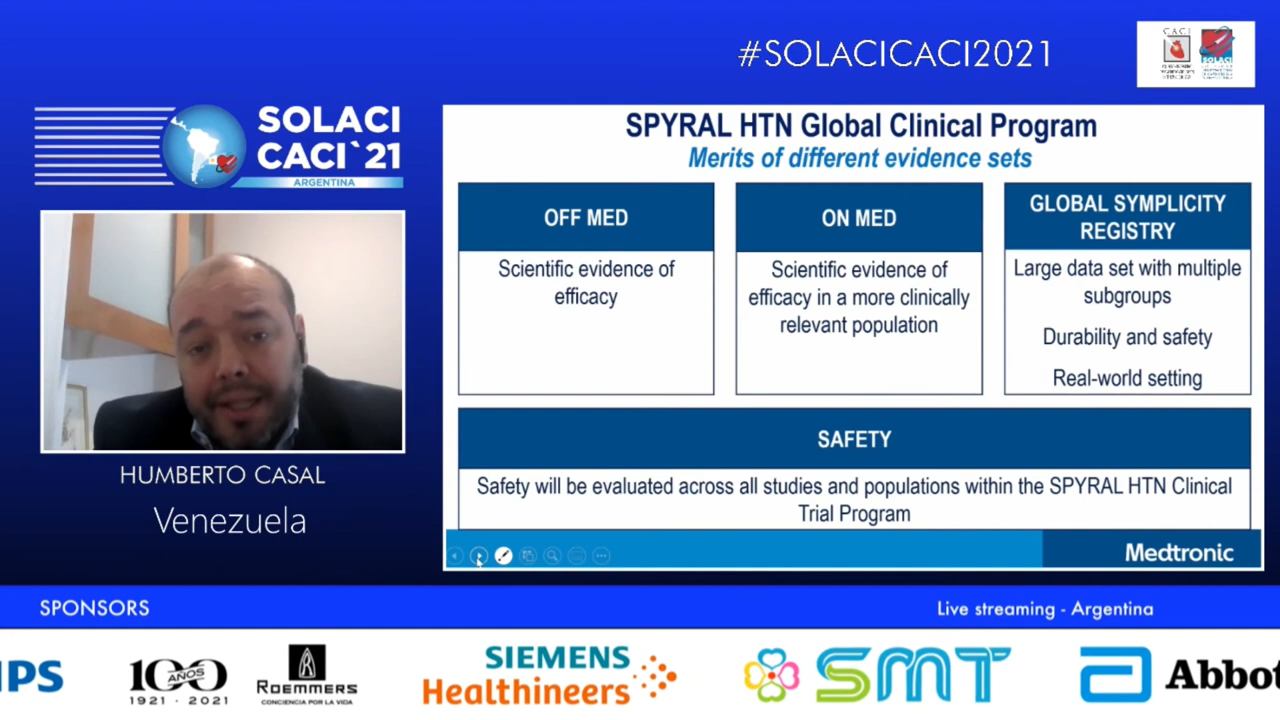 #SOLACICACI2021
C A C I
SOLACI
SOLACI
CACI`21
ARGENTINA
HUMBERTO CASAL
Venezuela
SPYRAL HTN Global Clinical Program
Merits of different evidence sets
OFF MED
Scientific evidence of
efficacy
ON MED
Scientific evidence of
efficacy in a more clinically
relevant population
GLOBAL SYMPLICITY
REGISTRY
Large data set with multiple
subgroups
Durability and safety
Real-world setting
SAFETY
Safety will be evaluated across all studies and populations within the SPYRAL HTN Clinical
Trial Program
Medtronic
SPONSORS
Live streaming - Argentina
IPS
100
AÑOS
1921 · 2021
R
ROEMMERS
CONCIENCIA POR LA VIDA
SIEMENS
Healthineers
SMT
Abbot